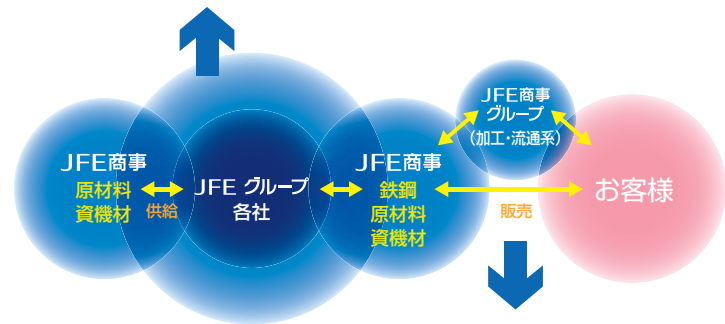 JFE商事
原材料
資機材
供給
JFE グループ
各社
JFE商事
鉄鋼
原材料
資機材
JFE商事
グループ
（加工・流通系）
販売
お客様